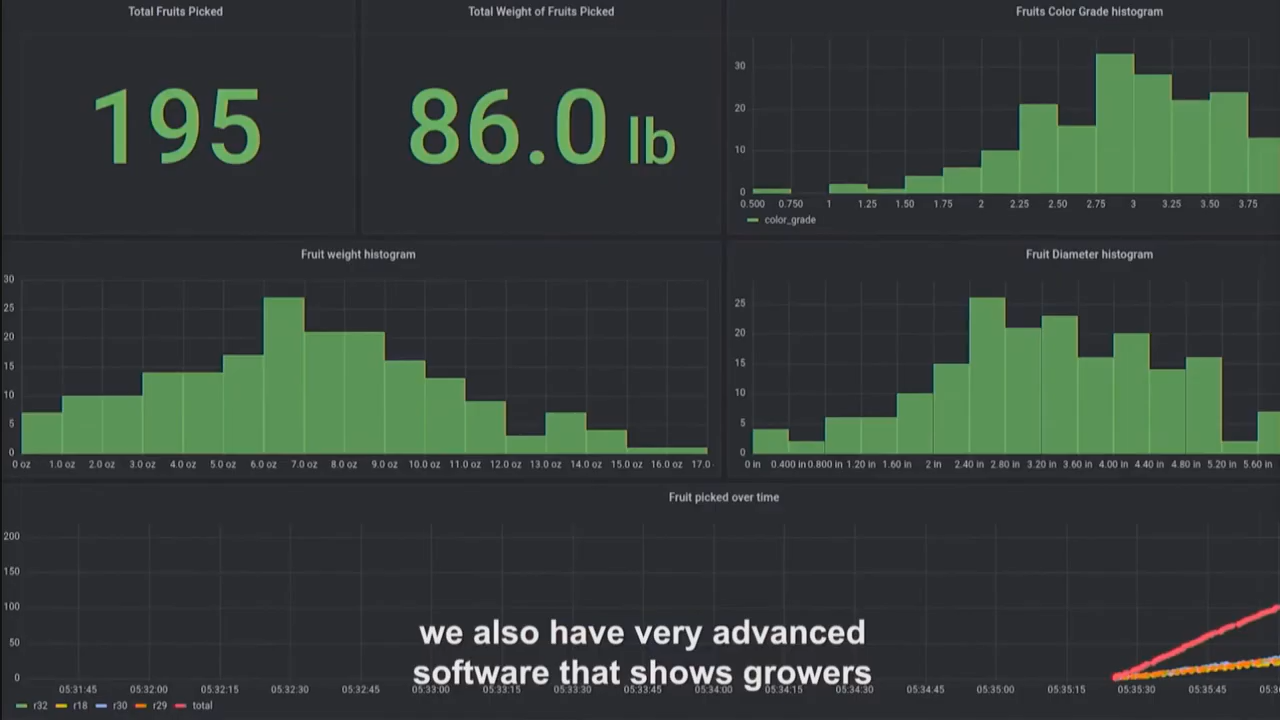 Total Fruits Picked
195
Total Weight of Fruits Picked
86.0 lb
Fruits Color Grade histogram
30
20
10
0
0.500 0.750 1 1.25 1.50 1.75 2 2.25 2.50 2.75 3 3.25 3.50 3.75
color_grade
Fruit weight histogram
30
25
20
15
10
5
0
0 oz 1.0 oz 2.0 oz 3.0 oz 4.0 oz 5.0 oz 6.0 oz 7.0 oz 8.0 oz 9.0 oz 10.0 oz 11.0 oz 12.0 oz 13.0 oz 14.0 oz 15.0 oz 16.0 oz 17.0
Fruit Diameter histogram
25
20
15
10
5
0
0 in 0.400 in 0.800 in 1.20 in 1.60 in 2 in 2.40 in 2.80 in 3.20 in 3.60 in 4.00 in 4.40 in 4.80 in 5.20 in 5.60 in
Fruit picked over time
200
150
100
50
0
05:31:45 05:32:00 05:32:15 05:32:30 05:32:45 05:33:00 05:33:15 05:33:30 05:33:45 05:34:00 05:34:15 05:34:30 05:34:45 05:35:00 05:35:15 05:35:30 05:35:45
r32 r18 r30 r29 total
we also have very advanced
software that shows growers